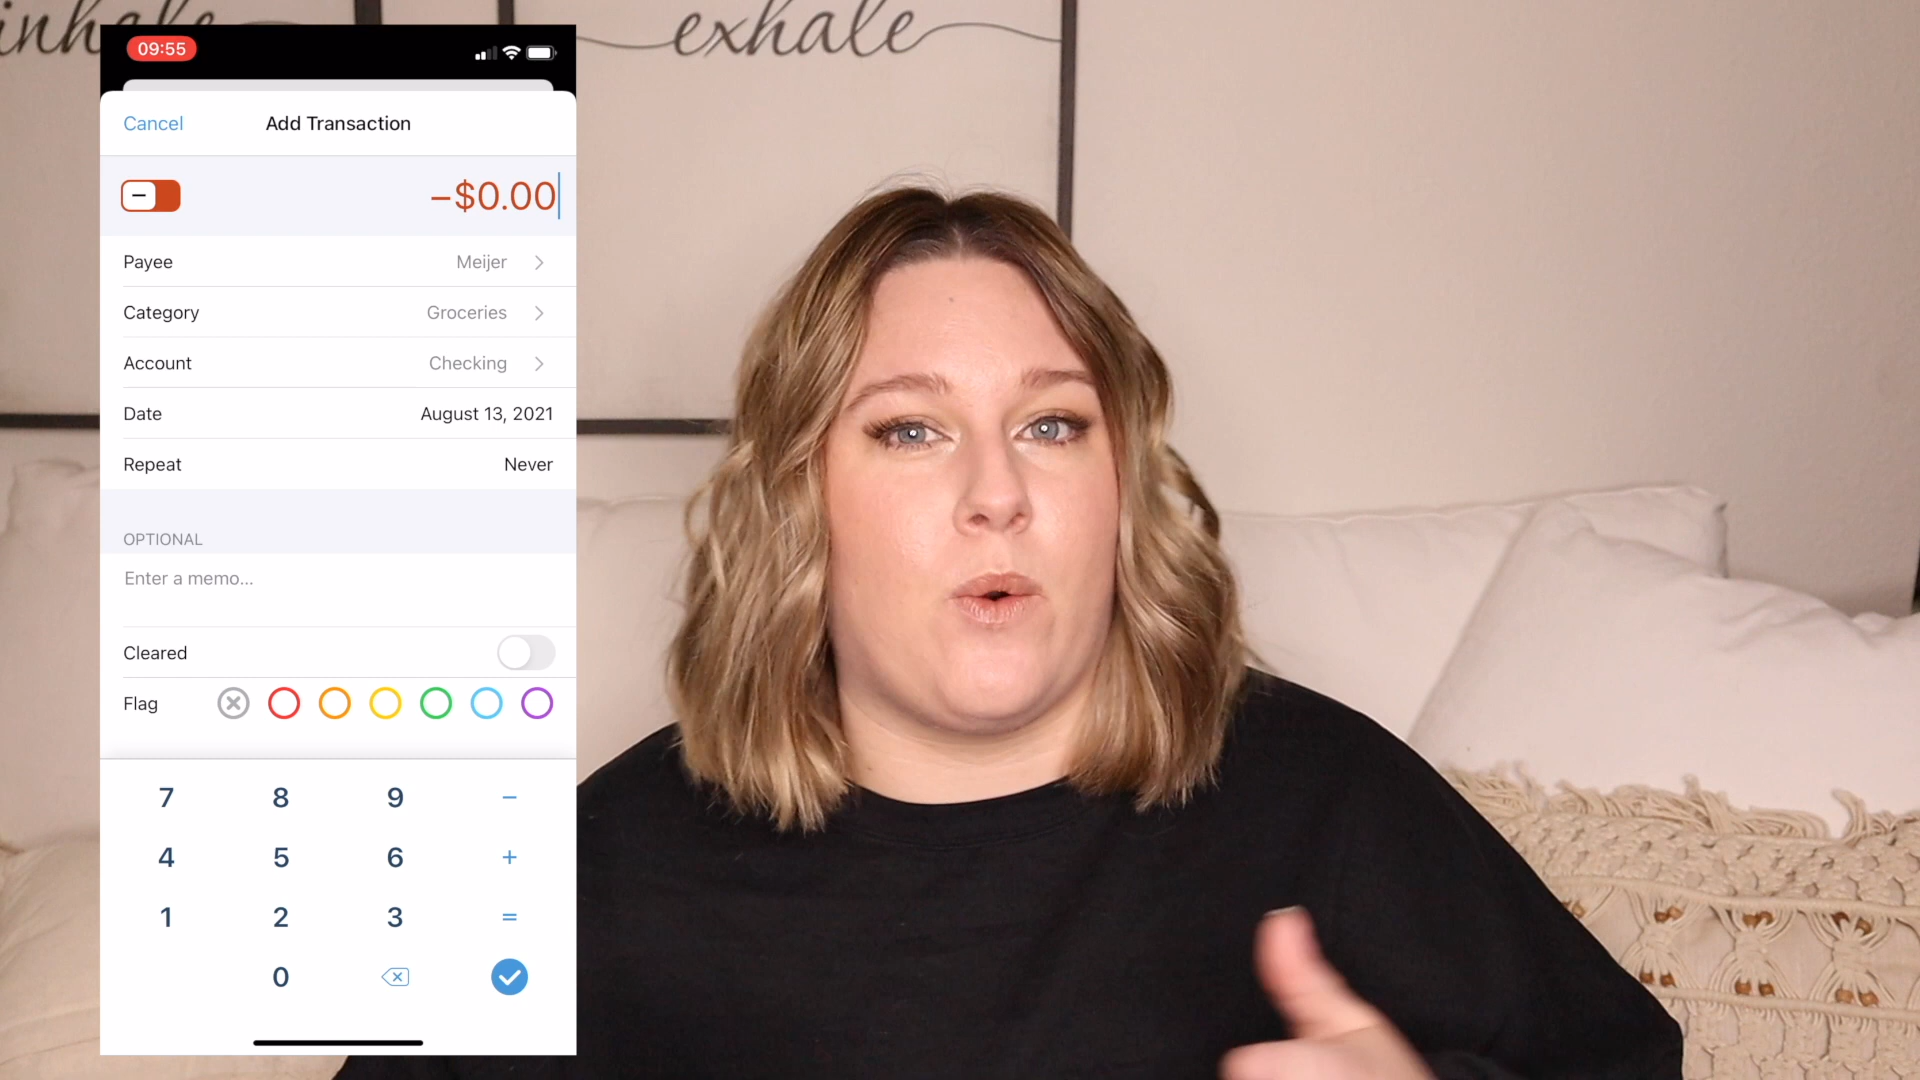 inh
exhale
09:55
Cancel
Add Transaction
−$0.00
Payee
Meijer
Category
Groceries
Account
Checking
Date
August 13, 2021
Repeat
Never
OPTIONAL
Enter a memo...
Cleared
Flag
7 8 9 −
4 5 6 +
1 2 3 =
0